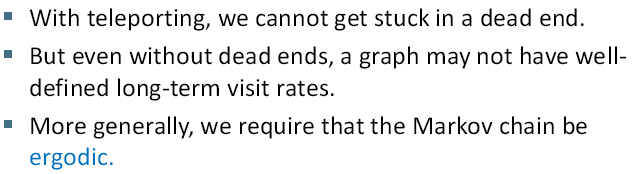 ▪ With teleporting, we cannot get stuck in a dead end.
▪ But even without dead ends, a graph may not have well-
defined long-term visit rates.
▪ More generally, we require that the Markov chain be
ergodic.